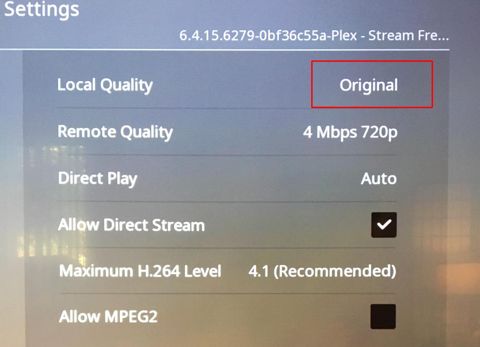 Settings
6.4.15.6279-0bf36c55a-Plex - Stream Fre...
Local Quality Original
Remote Quality 4 Mbps 720p
Direct Play Auto
Allow Direct Stream
Maximum H.264 Level 4.1 (Recommended)
Allow MPEG2